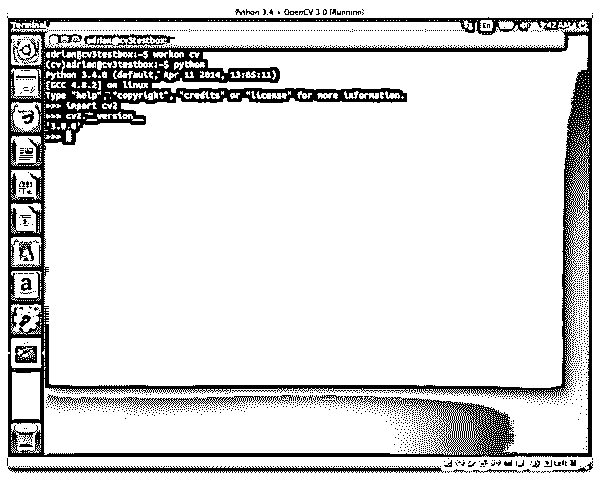 Python 3.4 + OpenCV 3.0 [Running]
Terminal
adrian@cv3testbox: ~
adrian@cv3testbox:~$ workon cv
(cv)adrian@cv3testbox:~$ python
Python 3.4.0 (default, Apr 11 2014, 13:05:11)
[GCC 4.8.2] on linux
Type "help", "copyright", "credits" or "license" for more information.
>>> import cv2
>>> cv2.__version__
'3.0.0'
>>>